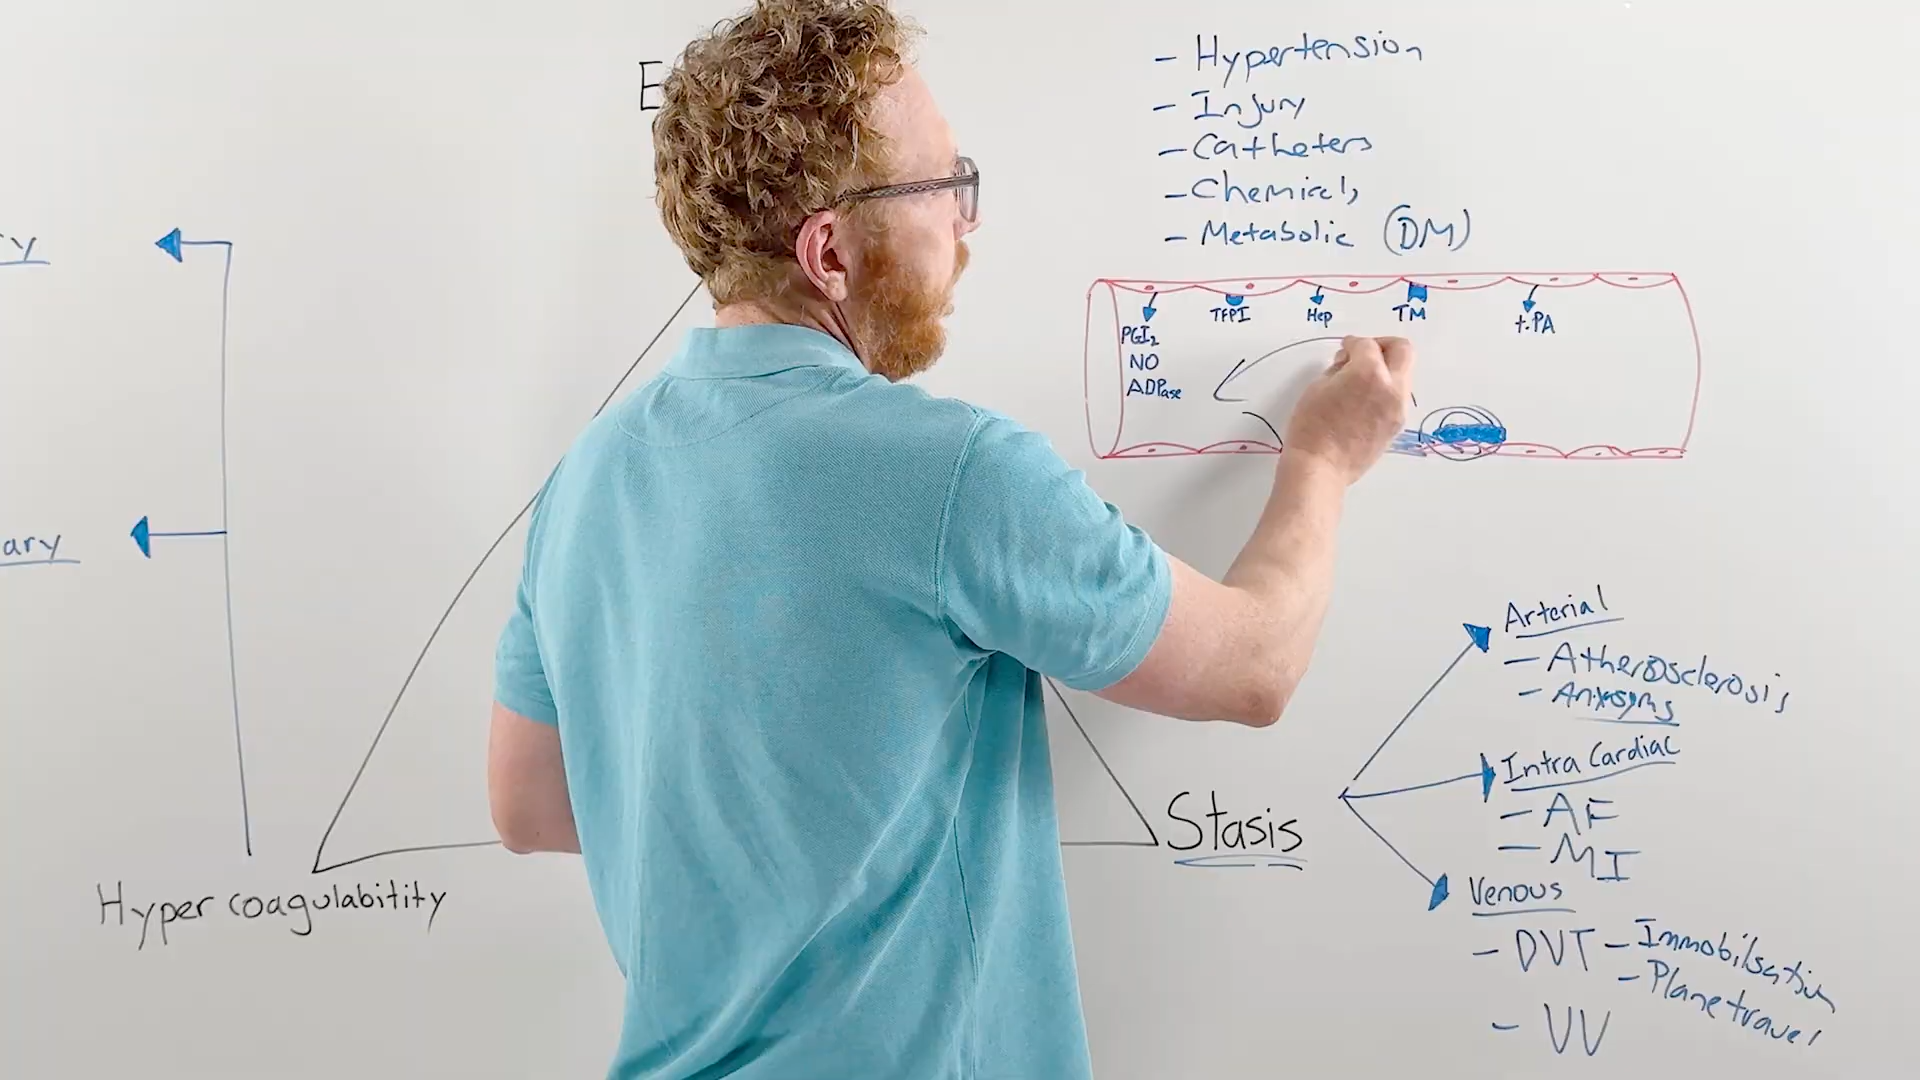 E
- Hypertension
- Injury
- Catheters
- Chemicals
- Metabolic (DM)
TFPI
Hep
TM
t.PA
PGI₂
NO
ADPase
y
ary
Hyper coagulabitity
Stasis
Arterial
- Atherosclerosis
Intra Cardiac
- AF
- MI
Venous
- DVT - Immobilsation
- Plane travel
- VV